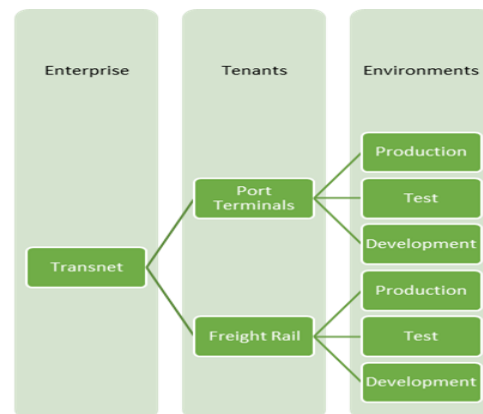 Enterprise
Tenants
Environments
Production
Port
Terminals
Test
Development
Transnet
Production
Freight Rail
Test
Development